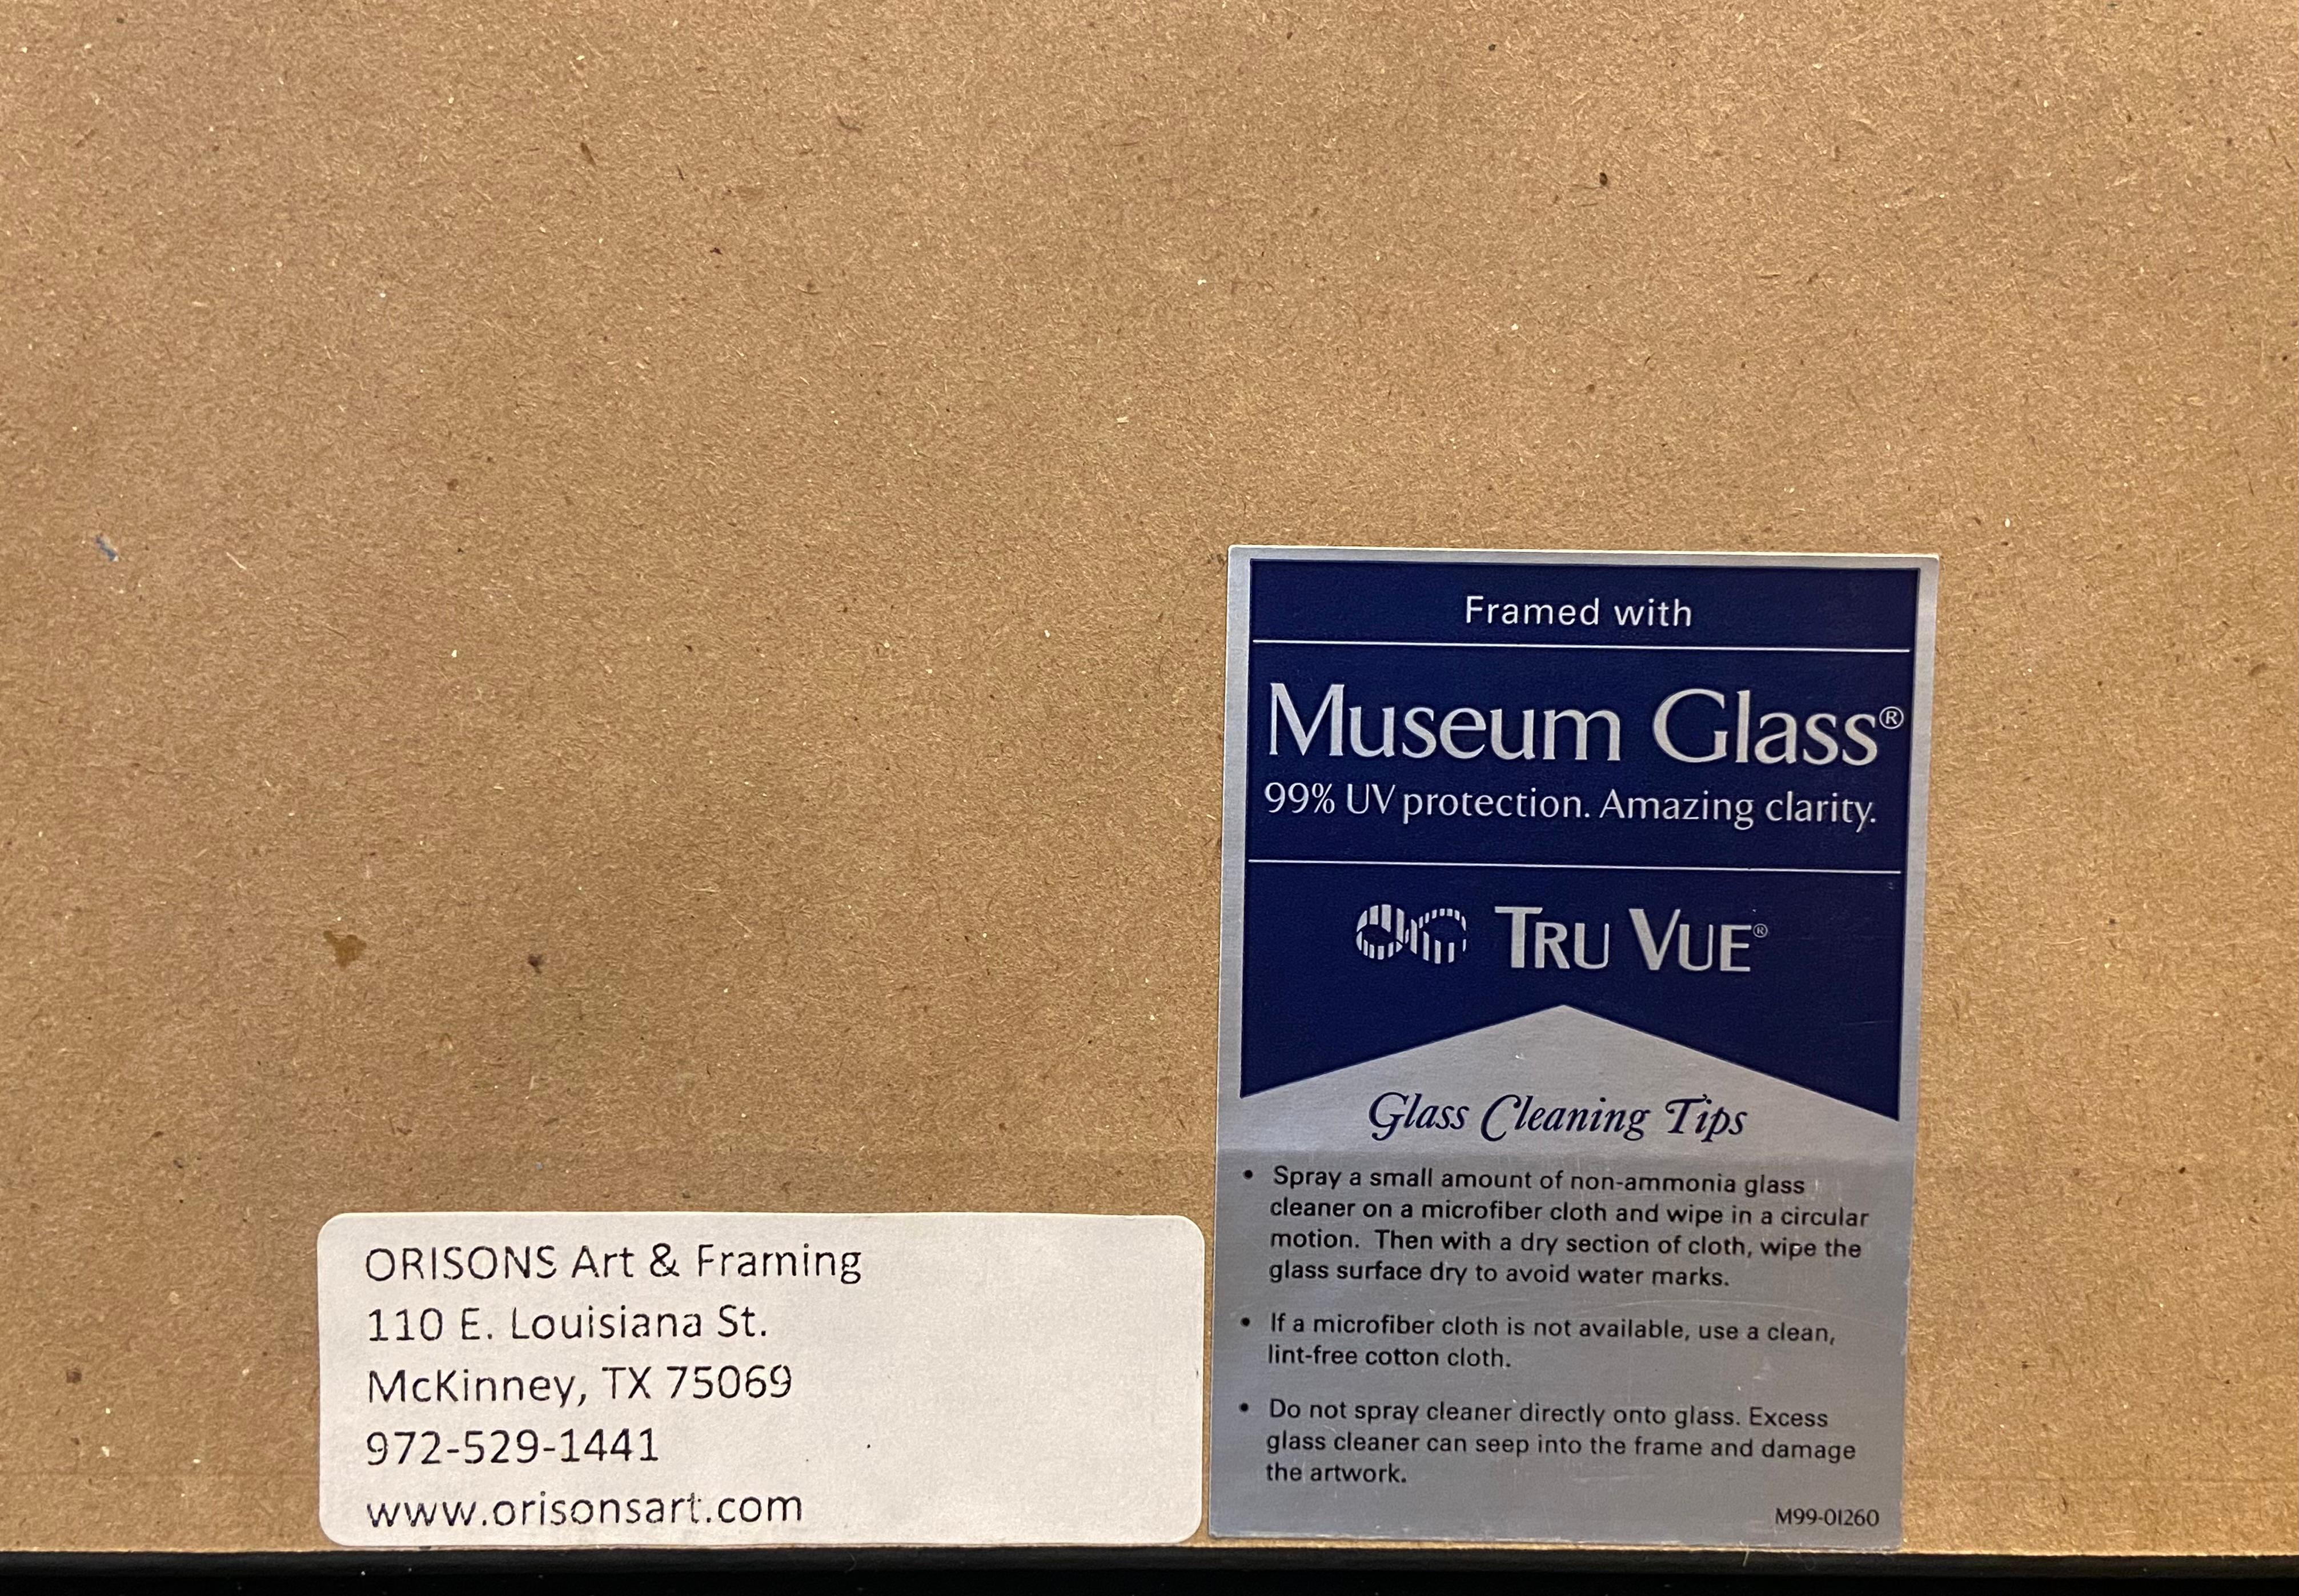 Framed with
Museum Glass®
99% UV protection. Amazing clarity.
TRU VUE®
Glass Cleaning Tips
• Spray a small amount of non-ammonia glass
cleaner on a microfiber cloth and wipe in a circular
motion. Then with a dry section of cloth, wipe the
glass surface dry to avoid water marks.
• If a microfiber cloth is not available, use a clean,
lint-free cotton cloth.
• Do not spray cleaner directly onto glass. Excess
glass cleaner can seep into the frame and damage
the artwork.
M99-01260
ORISONS Art & Framing
110 E. Louisiana St.
McKinney, TX 75069
972-529-1441
www.orisonsart.com